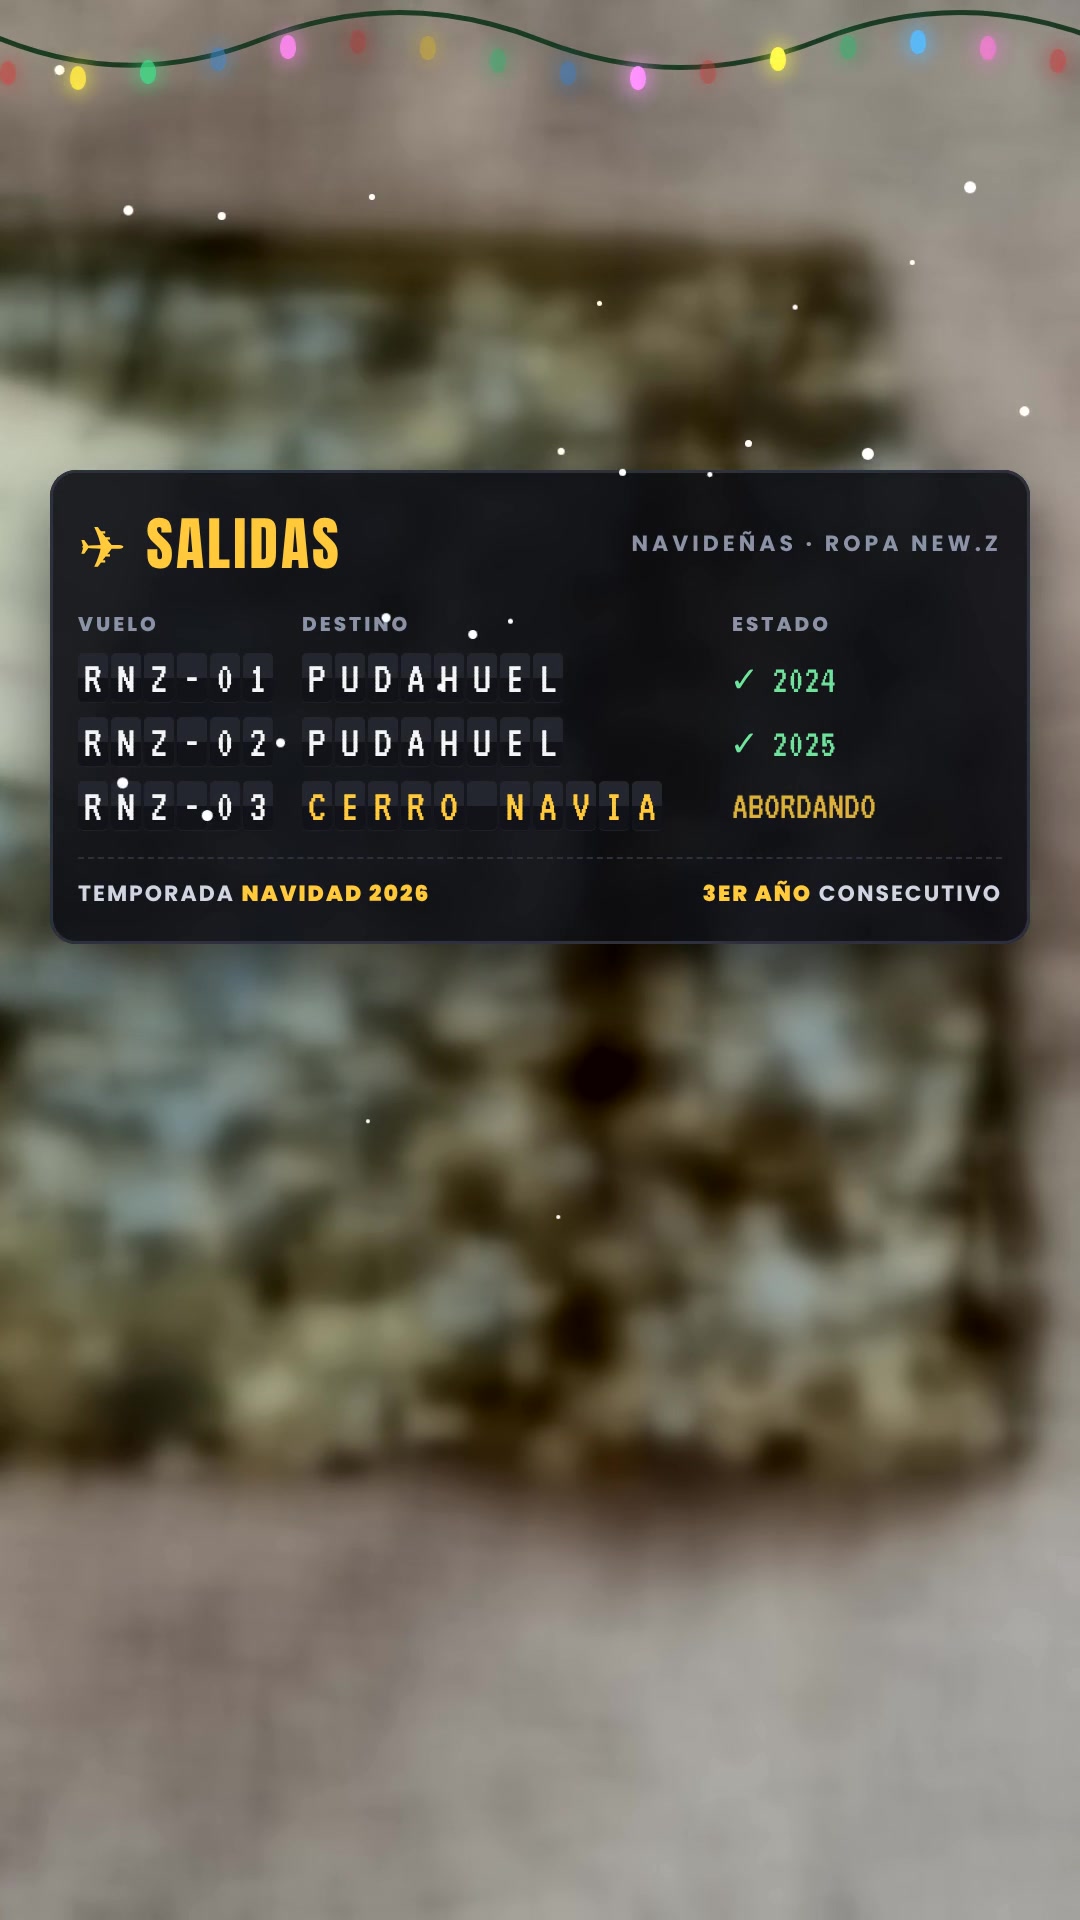 ✈ SALIDAS
NAVIDEÑAS · ROPA NEW.Z
VUELO DESTINO ESTADO
RNZ-01 PUDAHUEL ✓ 2024
RNZ-02 PUDAHUEL ✓ 2025
RNZ-03 CERRO NAVIA ABORDANDO
TEMPORADA NAVIDAD 2026
3ER AÑO CONSECUTIVO